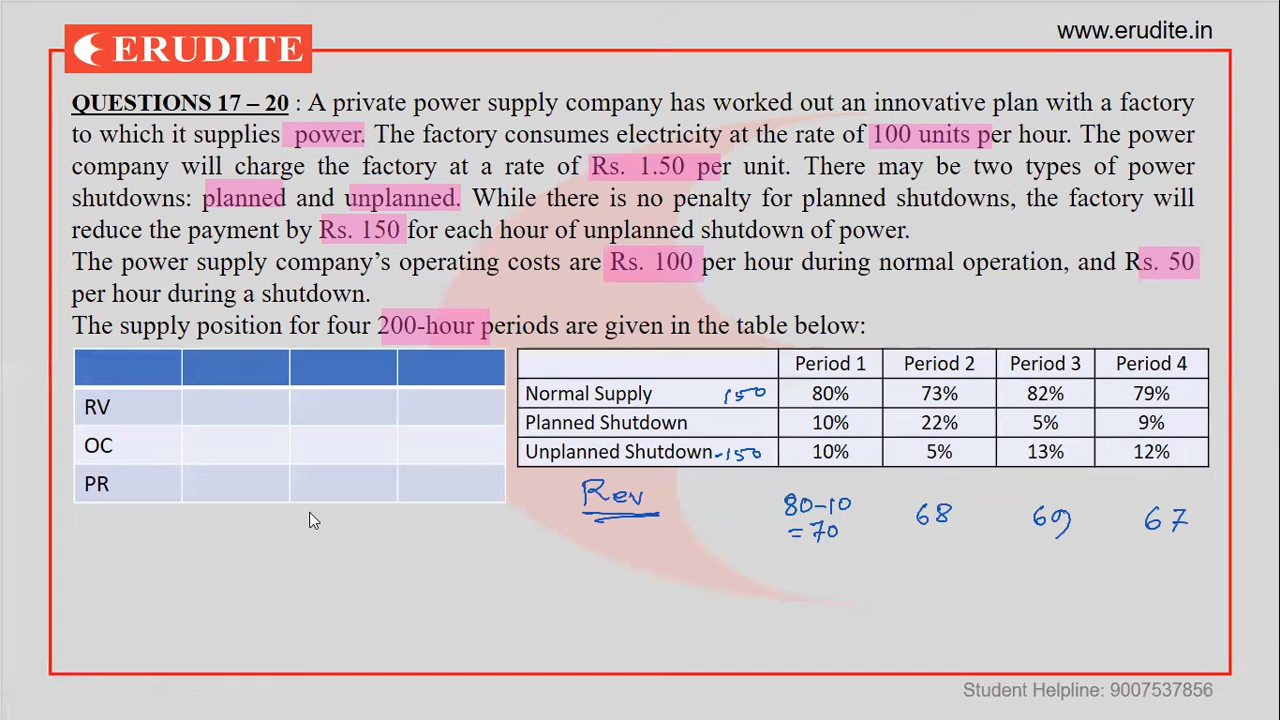 ERUDITE
www.erudite.in
QUESTIONS 17 – 20 : A private power supply company has worked out an innovative plan with a factory
to which it supplies power. The factory consumes electricity at the rate of 100 units per hour. The power
company will charge the factory at a rate of Rs. 1.50 per unit. There may be two types of power
shutdowns: planned and unplanned. While there is no penalty for planned shutdowns, the factory will
reduce the payment by Rs. 150 for each hour of unplanned shutdown of power.
The power supply company's operating costs are Rs. 100 per hour during normal operation, and Rs. 50
per hour during a shutdown.
The supply position for four 200-hour periods are given in the table below:
RV
OC
PR
Period 1 Period 2 Period 3 Period 4
Normal Supply 150 80% 73% 82% 79%
Planned Shutdown 10% 22% 5% 9%
Unplanned Shutdown -150 10% 5% 13% 12%
Rev 80-10 68 69 67
= 70
Student Helpline: 9007537856